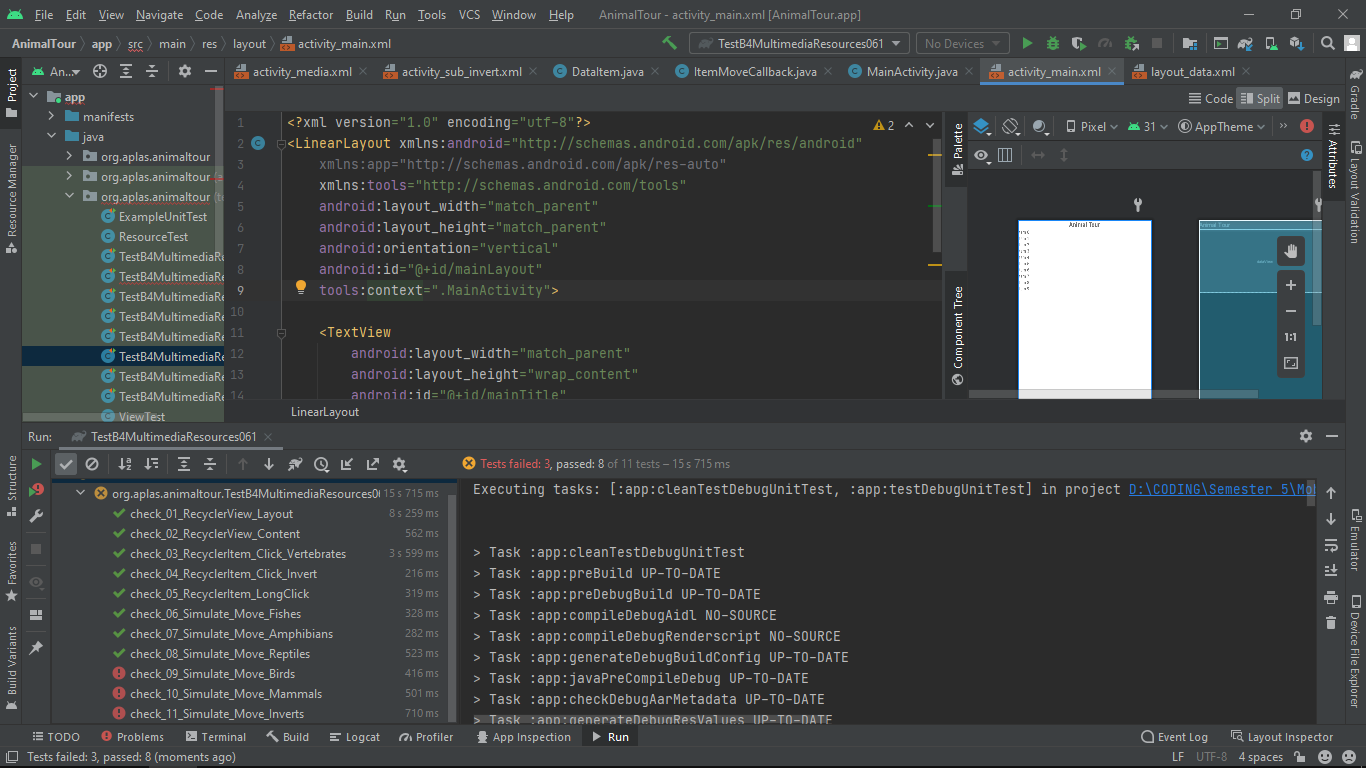 File Edit View Navigate Code Analyze Refactor Build Run Tools VCS Window Help AnimalTour - activity_main.xml [AnimalTour.app]
AnimalTour app src main res layout activity_main.xml TestB4MultimediaResources061 No Devices
An... activity_media.xml activity_sub_invert.xml DataItem.java ItemMoveCallback.java MainActivity.java activity_main.xml layout_data.xml
Code Split Design
Project
Resource Manager
Structure
Favorites
Build Variants
app
manifests
java
org.aplas.animaltour
org.aplas.animaltour
org.aplas.animaltour
ExampleUnitTest
ResourceTest
TestB4MultimediaRe
TestB4MultimediaRe
TestB4MultimediaRe
TestB4MultimediaRe
TestB4MultimediaRe
TestB4MultimediaRe
TestB4MultimediaRe
TestB4MultimediaRe
ViewTest
1 <?xml version="1.0" encoding="utf-8"?>
2 <LinearLayout xmlns:android="http://schemas.android.com/apk/res/android"
3 xmlns:app="http://schemas.android.com/apk/res-auto"
4 xmlns:tools="http://schemas.android.com/tools"
5 android:layout_width="match_parent"
6 android:layout_height="match_parent"
7 android:orientation="vertical"
8 android:id="@+id/mainLayout"
9 tools:context=".MainActivity">
10
11 <TextView
12 android:layout_width="match_parent"
13 android:layout_height="wrap_content"
14 android:id="@+id/mainTitle"
2
LinearLayout
Palette
Component Tree
Pixel 31 AppTheme
Animal Tour
Animal Tour
1:1
Attributes
Gradle
Layout Validation
Emulator
Device File Explorer
Run: TestB4MultimediaResources061
Tests failed: 3, passed: 8 of 11 tests – 15 s 715 ms
org.aplas.animaltour.TestB4MultimediaResources06 15 s 715 ms
check_01_RecyclerView_Layout 8 s 259 ms
check_02_RecyclerView_Content 562 ms
check_03_RecyclerItem_Click_Vertebrates 3 s 599 ms
check_04_RecyclerItem_Click_Invert 216 ms
check_05_RecyclerItem_LongClick 319 ms
check_06_Simulate_Move_Fishes 328 ms
check_07_Simulate_Move_Amphibians 282 ms
check_08_Simulate_Move_Reptiles 523 ms
check_09_Simulate_Move_Birds 416 ms
check_10_Simulate_Move_Mammals 501 ms
check_11_Simulate_Move_Inverts 710 ms
Executing tasks: [:app:cleanTestDebugUnitTest, :app:testDebugUnitTest] in project D:\CODING\Semester 5\Mo
> Task :app:cleanTestDebugUnitTest
> Task :app:preBuild UP-TO-DATE
> Task :app:preDebugBuild UP-TO-DATE
> Task :app:compileDebugAidl NO-SOURCE
> Task :app:compileDebugRenderscript NO-SOURCE
> Task :app:generateDebugBuildConfig UP-TO-DATE
> Task :app:javaPreCompileDebug UP-TO-DATE
> Task :app:checkDebugAarMetadata UP-TO-DATE
> Task :app:generateDebugResValues UP-TO-DATE
TODO Problems Terminal Build Logcat Profiler App Inspection Run Event Log Layout Inspector
Tests failed: 3, passed: 8 (moments ago) LF UTF-8 4 spaces